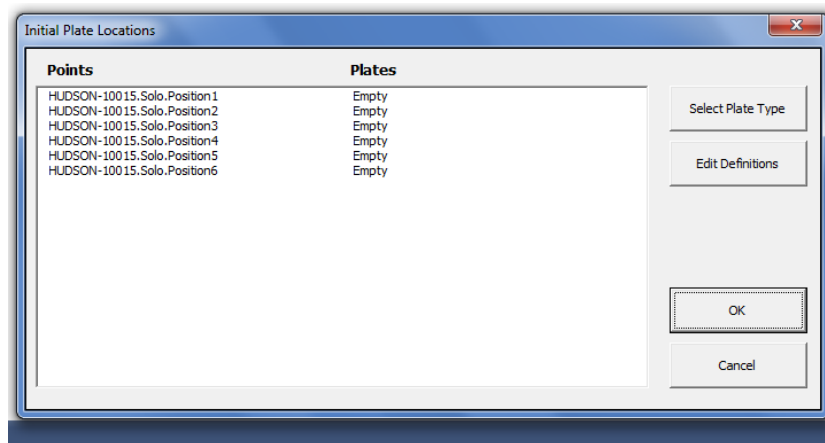 Initial Plate Locations
Points Plates
HUDSON-10015.Solo.Position1 Empty
HUDSON-10015.Solo.Position2 Empty
HUDSON-10015.Solo.Position3 Empty
HUDSON-10015.Solo.Position4 Empty
HUDSON-10015.Solo.Position5 Empty
HUDSON-10015.Solo.Position6 Empty
Select Plate Type
Edit Definitions
OK
Cancel